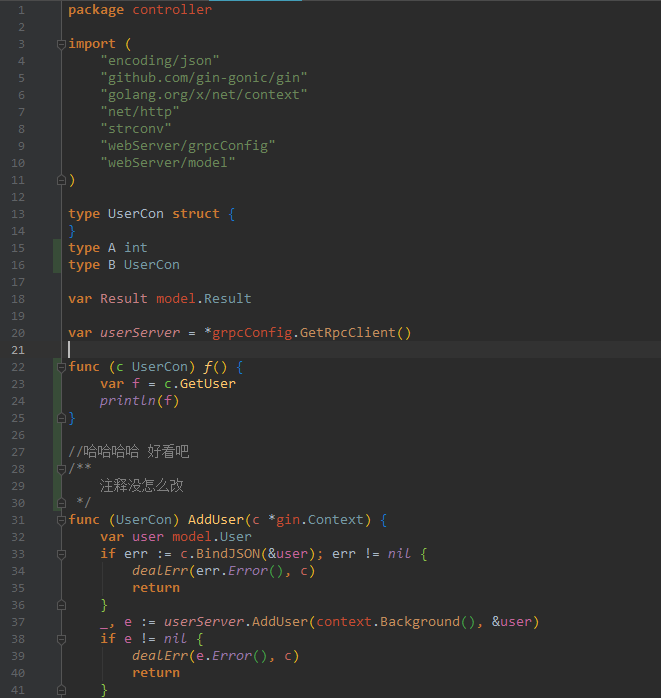 1 package controller
2
3 import (
4 "encoding/json"
5 "github.com/gin-gonic/gin"
6 "golang.org/x/net/context"
7 "net/http"
8 "strconv"
9 "webServer/grpcConfig"
10 "webServer/model"
11 )
12
13 type UserCon struct {
14 }
15 type A int
16 type B UserCon
17
18 var Result model.Result
19
20 var userServer = *grpcConfig.GetRpcClient()
21
22 func (c UserCon) f() {
23 var f = c.GetUser
24 println(f)
25 }
26
27 //哈哈哈哈 好看吧
28 /**
29 注释没怎么改
30 */
31 func (UserCon) AddUser(c *gin.Context) {
32 var user model.User
33 if err := c.BindJSON(&user); err != nil {
34 dealErr(err.Error(), c)
35 return
36 }
37 _, e := userServer.AddUser(context.Background(), &user)
38 if e != nil {
39 dealErr(e.Error(), c)
40 return
41 }